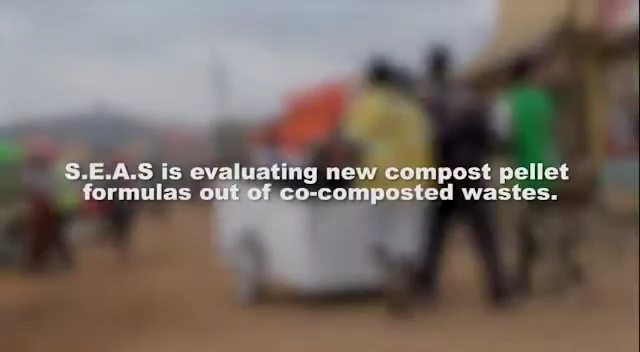 S.E.A.S is evaluating new compost pellet
formulas out of co-composted wastes.